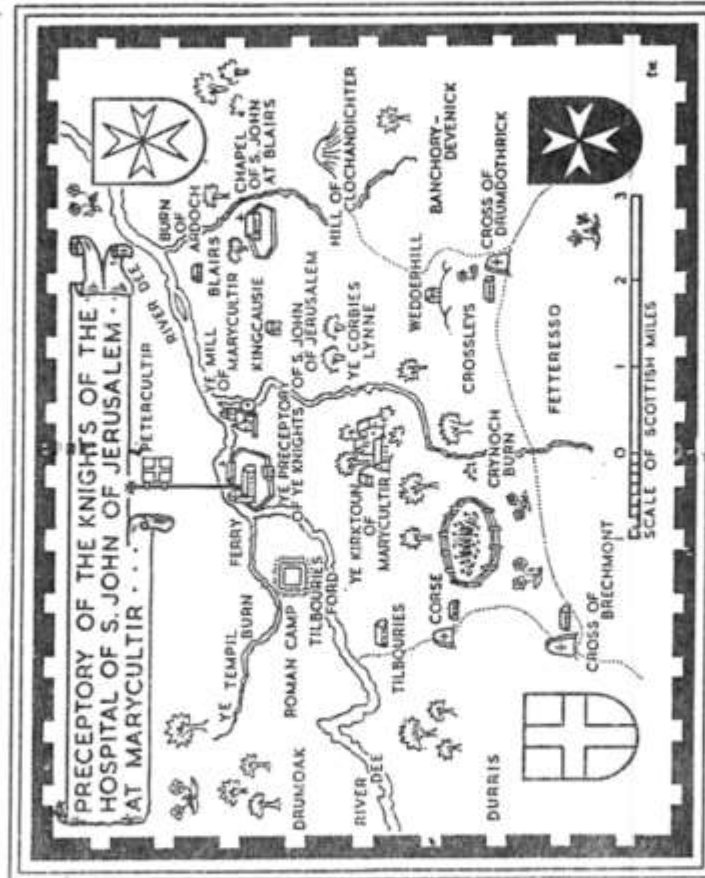 PRECEPTORY OF THE KNIGHTS OF THE
HOSPITAL OF S. JOHN OF JERUSALEM ·
AT MARYCULTIR · · ·
PETERCULTIR
RIVER DEE
BURN
OF
ARDOCH
CHAPEL
OF S. JOHN
AT BLAIRS
BLAIRS
YE MILL
OF MARYCULTIR
KINGCAUSIE
FERRY
YE TEMPIL
BURN
YE PRECEPTORY
OF YE KNIGHTS OF S. JOHN
OF JERUSALEM
ROMAN CAMP
TILBOURIES
FORD
DRUMOAK
HILL OF
CLOCHANDICHTER
YE CORBIES
LYNNE
YE KIRKTOUN
OF
MARYCULTIR
RIVER
DEE
TILBOURIES
BANCHORY-
DEVENICK
WEDDERHILL
CORSE
CROSSLEYS
CRYNOCH
BURN
DURRIS
CROSS OF
DRUMDOTHRICK
FETTERESSO
CROSS OF
BRECHMONT
1 0 1 2 3
SCALE OF SCOTTISH MILES